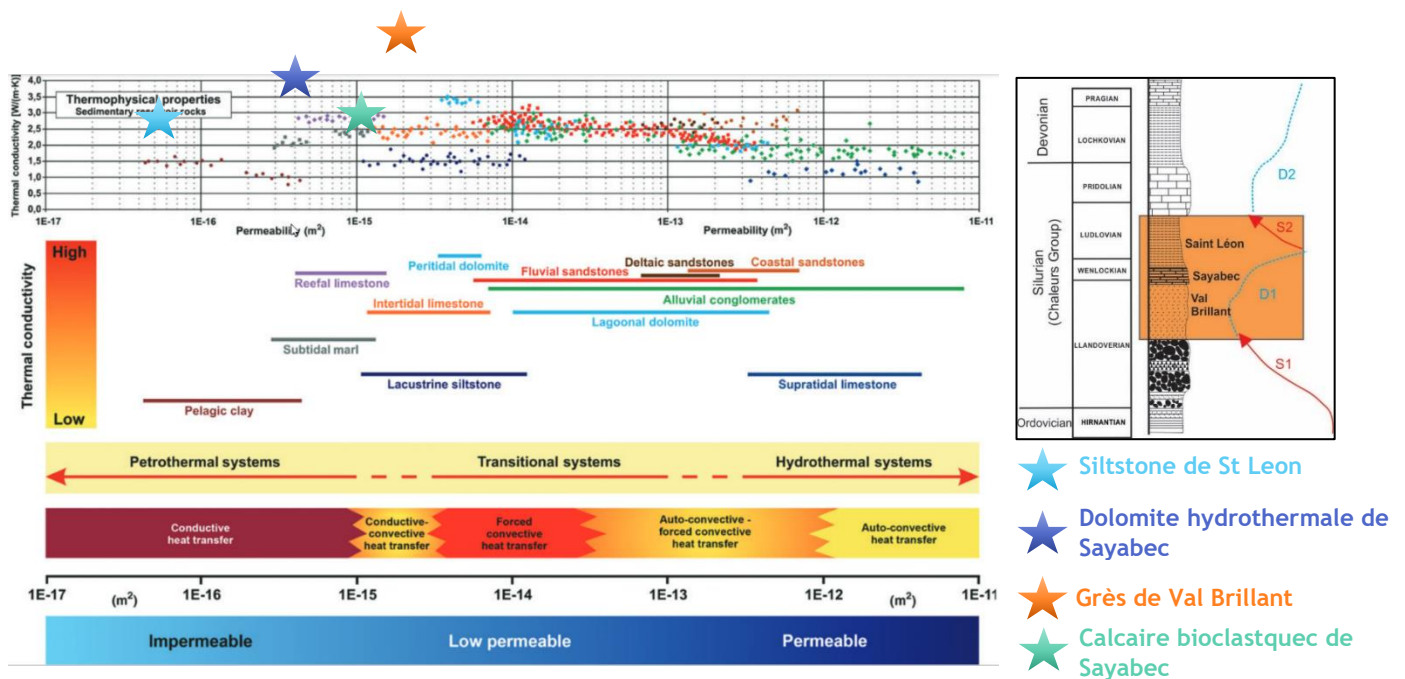 Thermal conductivity [W/(m·K)]
4,0
3,5
3,0
2,5
2,0
1,5
1,0
0,5
0,0
Thermophysical properties
Sedimentary reservoir rocks
1E-17
1E-16
1E-15
1E-14
1E-13
1E-12
1E-11
Permeability (m²)
Permeability (m²)
Thermal conductivity
High
Low
Peritidal dolomite
Reefal limestone
Fluvial sandstones
Deltaic sandstones
Coastal sandstones
Alluvial conglomerates
Intertidal limestone
Lagoonal dolomite
Subtidal marl
Lacustrine siltstone
Supratidal limestone
Pelagic clay
Petrothermal systems
Transitional systems
Hydrothermal systems
Conductive
heat transfer
Conductive-
convective
heat transfer
Forced
convective
heat transfer
Auto-convective -
forced convective
heat transfer
Auto-convective
heat transfer
1E-17
(m²)
1E-16
1E-15
1E-14
1E-13
1E-12
(m²)
1E-11
Impermeable
Low permeable
Permeable
Devonian
Silurian
(Chaleurs Group)
Ordovician
PRAGIAN
LOCHKOVIAN
PRIDOLIAN
LUDLOVIAN
WENLOCKIAN
LLANDOVERIAN
HIRNANTIAN
Saint Léon
Sayabec
Val
Brillant
D2
S2
D1
S1
Siltstone de St Leon
Dolomite hydrothermale de
Sayabec
Grès de Val Brillant
Calcaire bioclastquec de
Sayabec